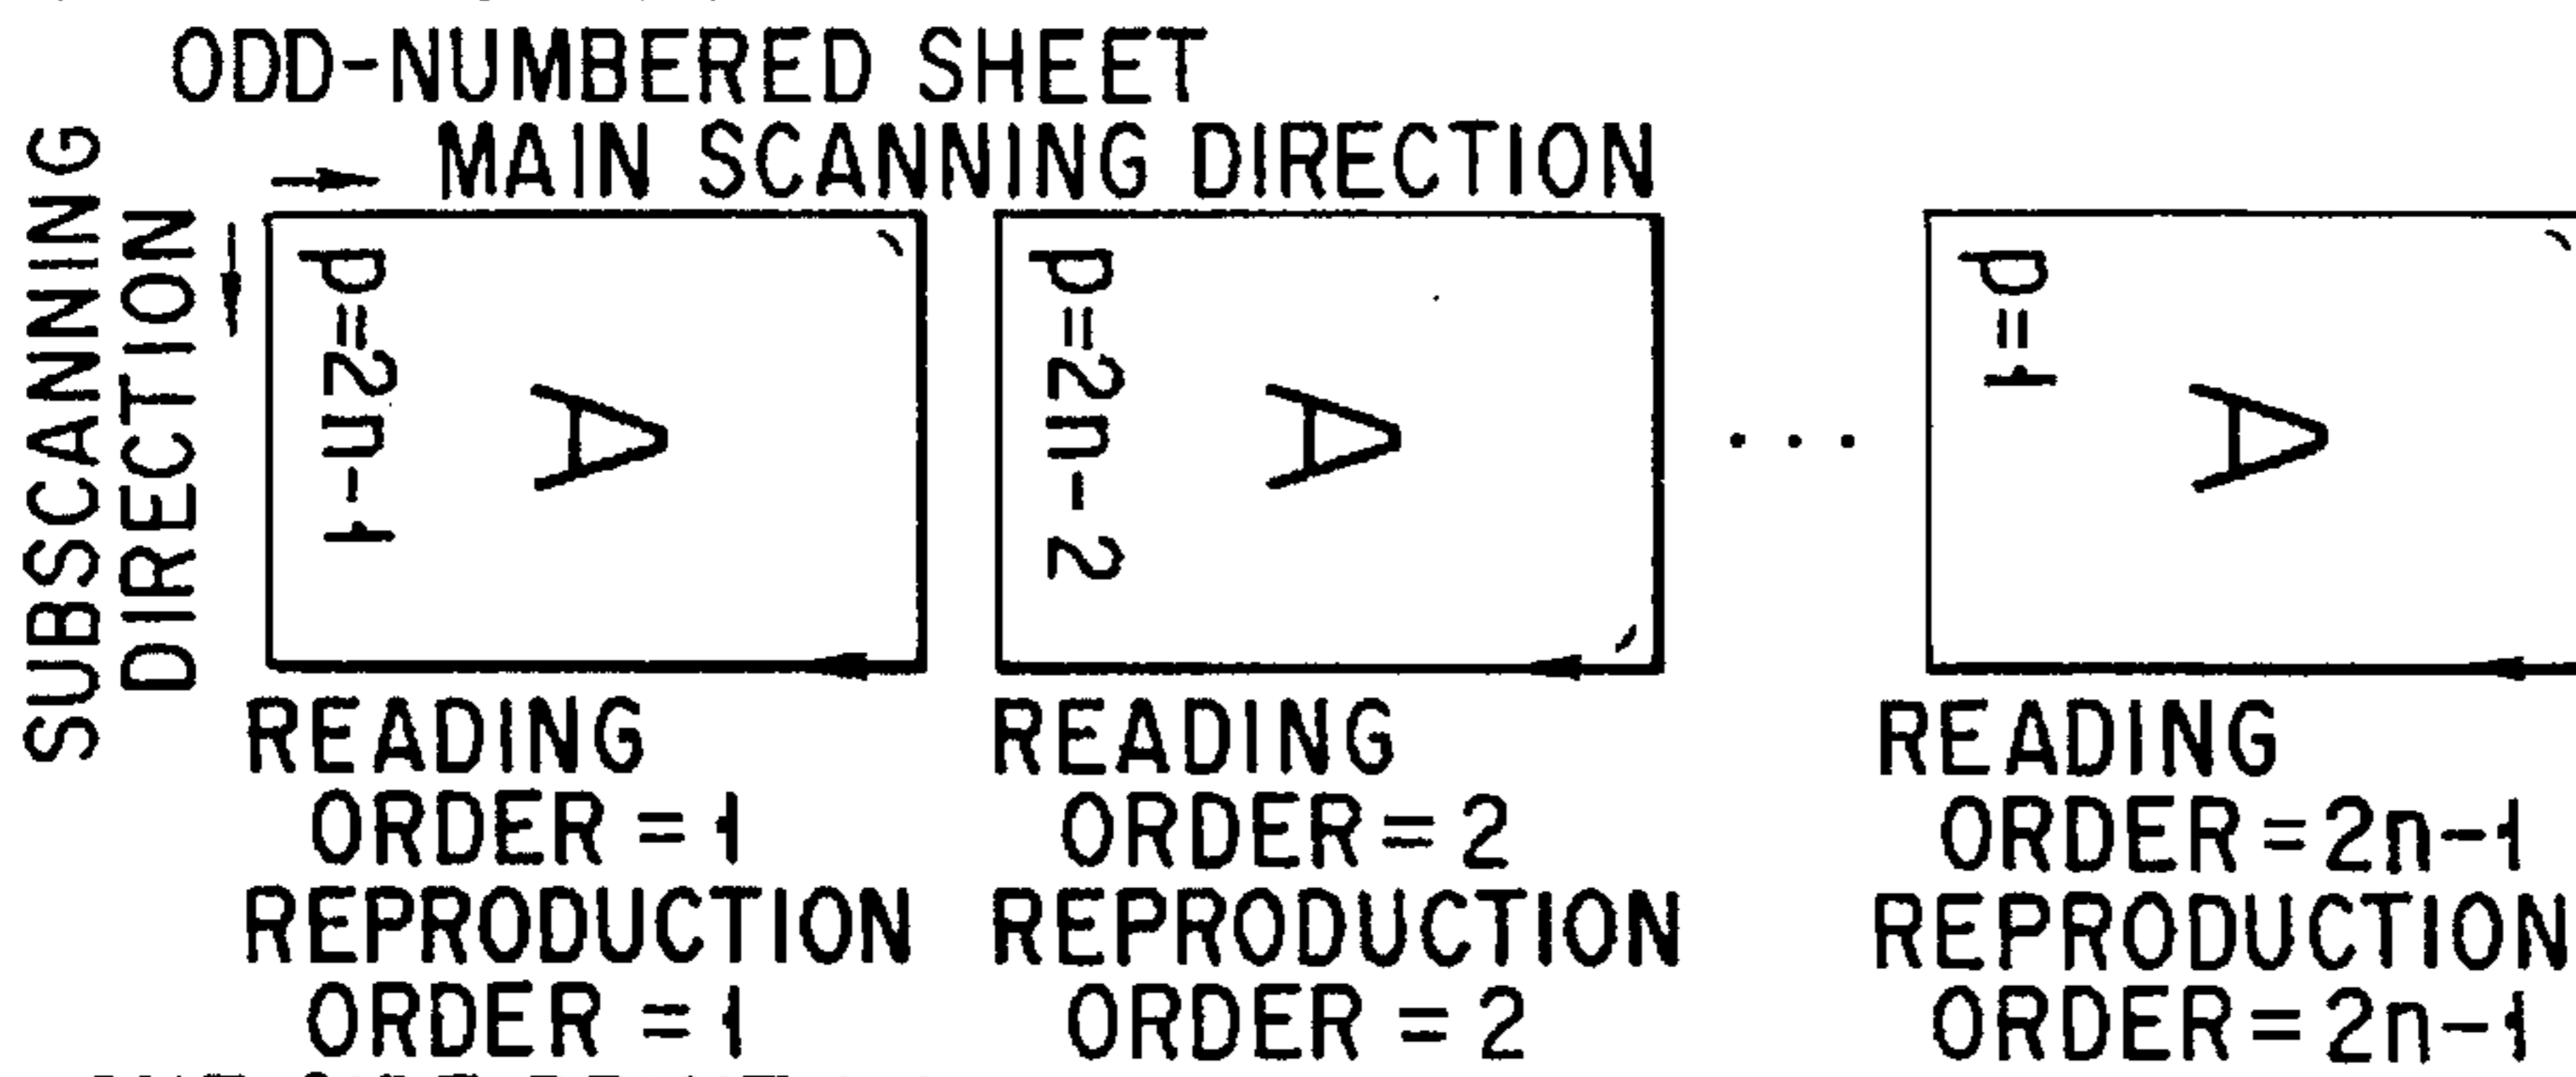 ODD-NUMBERED SHEET
MAIN SCANNING DIRECTION
SUBSCANNING
DIRECTION
p=2n-1
A
p=2n-2
A
...
p=1
A
READING
ORDER = 1
REPRODUCTION
ORDER = 1
READING
ORDER = 2
REPRODUCTION
ORDER = 2
READING
ORDER = 2n-1
REPRODUCTION
ORDER = 2n-1